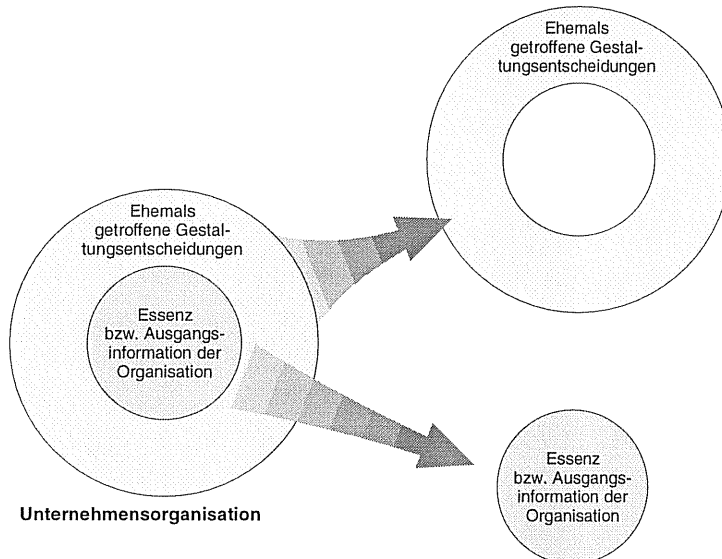 Ehemals
getroffene Gestal-
tungsentscheidungen
Ehemals
getroffene Gestal-
tungsentscheidungen
Essenz
bzw. Ausgangs-
information der
Organisation
Essenz
bzw. Ausgangs-
information der
Organisation
Unternehmensorganisation